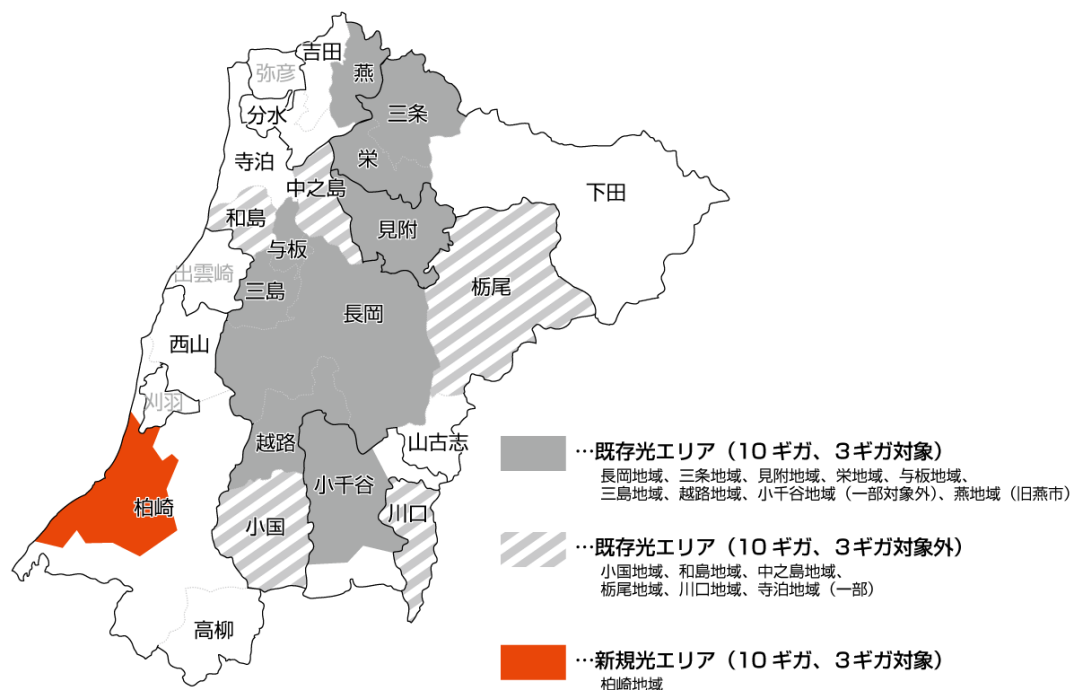 吉田
弥彦
燕
分水
三条
栄
寺泊
中之島
下田
和島
見附
与板
出雲崎
三島
栃尾
長岡
西山
刈羽
越路
山古志
小千谷
柏崎
小国
川口
高柳
…既存光エリア（10ギガ、3ギガ対象）
長岡地域、三条地域、見附地域、栄地域、与板地域、
三島地域、越路地域、小千谷地域（一部対象外）、燕地域（旧燕市）
…既存光エリア（10ギガ、3ギガ対象外）
小国地域、和島地域、中之島地域、
栃尾地域、川口地域、寺泊地域（一部）
…新規光エリア（10ギガ、3ギガ対象）
柏崎地域